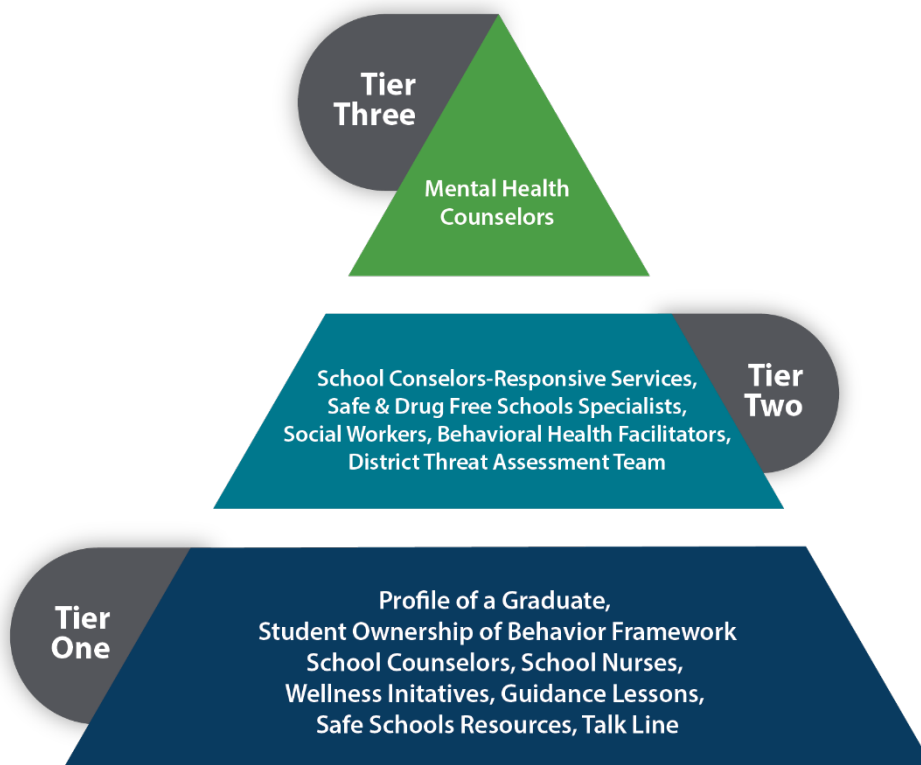 Tier
Three
Mental Health
Counselors
School Conselors-Responsive Services,
Safe & Drug Free Schools Specialists,
Social Workers, Behavioral Health Facilitators,
District Threat Assessment Team
Tier
Two
Tier
One
Profile of a Graduate,
Student Ownership of Behavior Framework
School Counselors, School Nurses,
Wellness Initatives, Guidance Lessons,
Safe Schools Resources, Talk Line